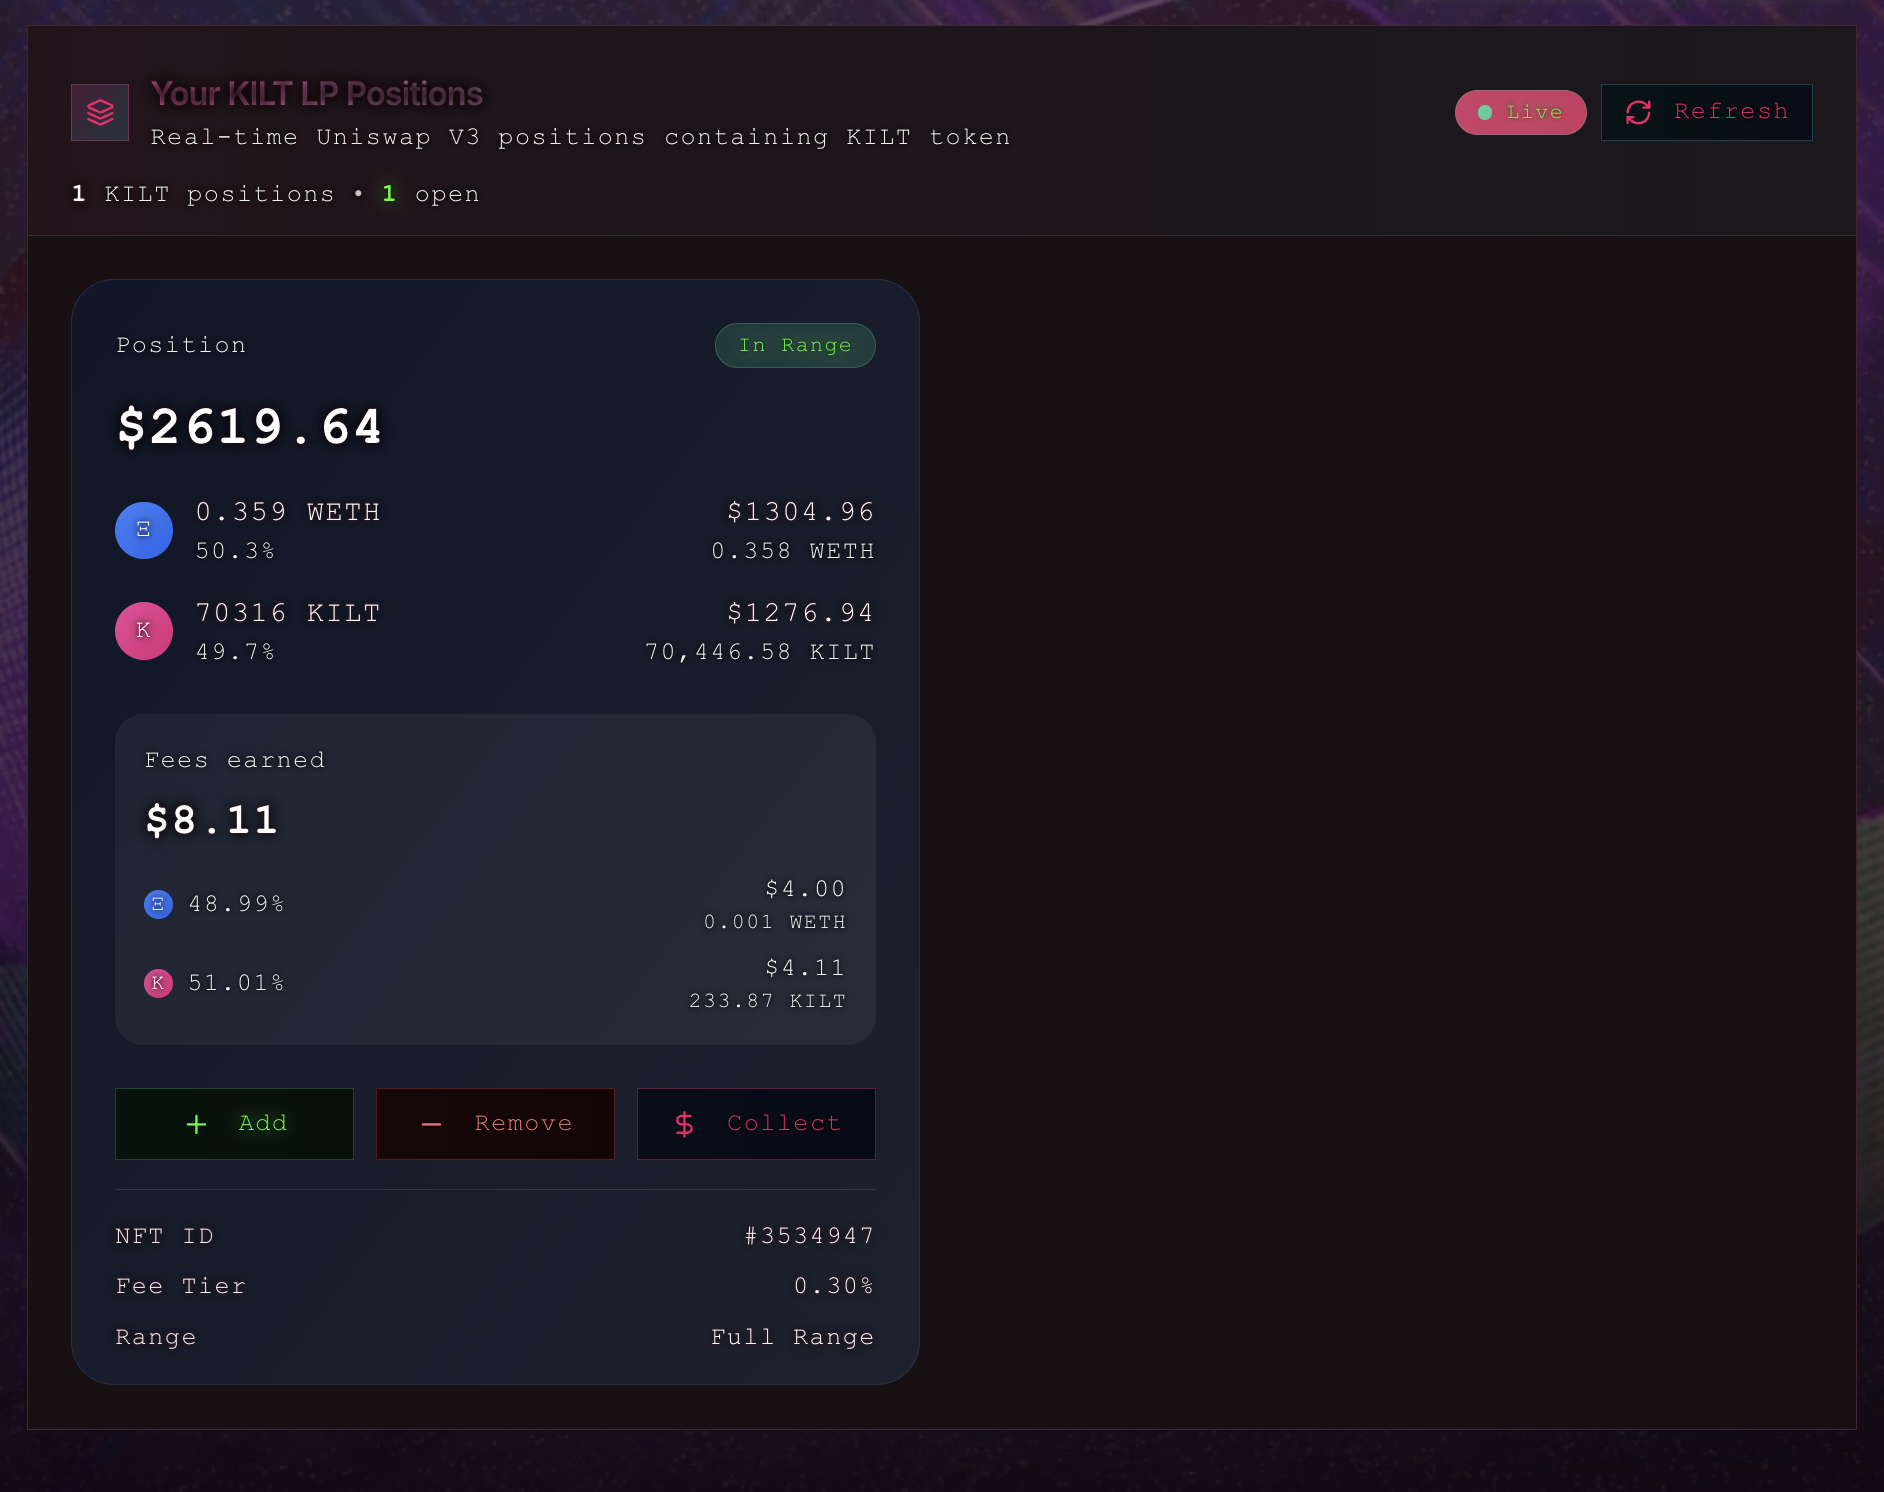 Your KILT LP Positions
Real-time Uniswap V3 positions containing KILT token
Live
Refresh
1 KILT positions • 1 open
Position
In Range
$2619.64
Ξ
0.359 WETH
$1304.96
50.3%
0.358 WETH
K
70316 KILT
$1276.94
49.7%
70,446.58 KILT
Fees earned
$8.11
Ξ 48.99%
$4.00
0.001 WETH
K 51.01%
$4.11
233.87 KILT
+ Add
− Remove
$ Collect
NFT ID #3534947
Fee Tier 0.30%
Range Full Range